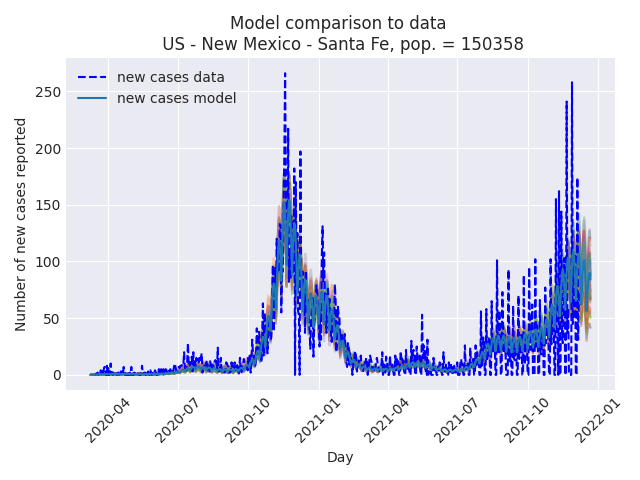 Model comparison to data
US - New Mexico - Santa Fe, pop. = 150358
new cases data
new cases model
Number of new cases reported
250
200
150
100
50
0
2020-04
2020-07
2020-10
2021-01
2021-04
2021-07
2021-10
2022-01
Day